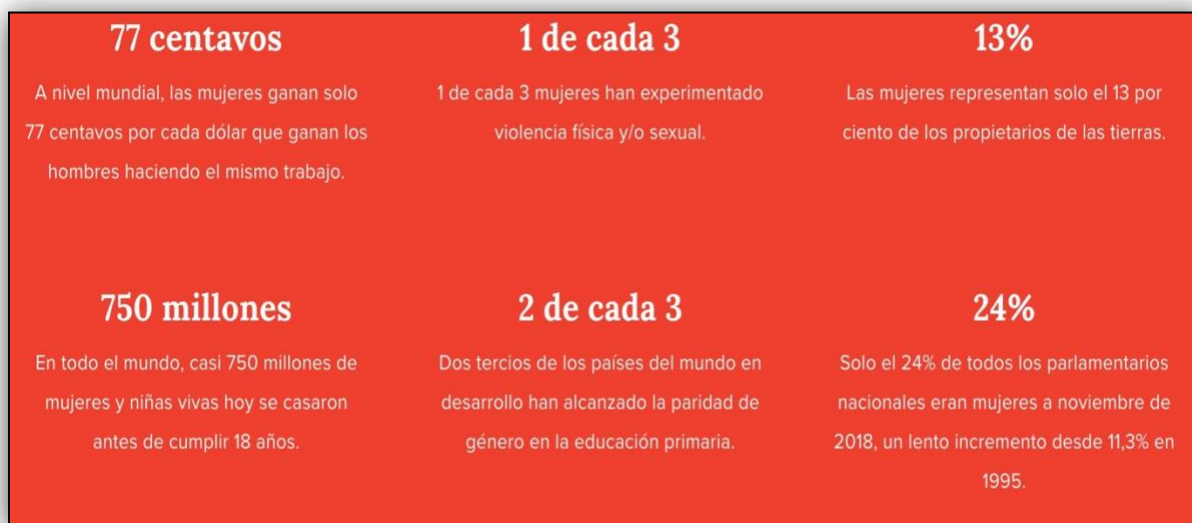 77 centavos
A nivel mundial, las mujeres ganan solo
77 centavos por cada dólar que ganan los
hombres haciendo el mismo trabajo.
1 de cada 3
1 de cada 3 mujeres han experimentado
violencia física y/o sexual.
13%
Las mujeres representan solo el 13 por
ciento de los propietarios de las tierras.
750 millones
En todo el mundo, casi 750 millones de
mujeres y niñas vivas hoy se casaron
antes de cumplir 18 años.
2 de cada 3
Dos tercios de los países del mundo en
desarrollo han alcanzado la paridad de
género en la educación primaria.
24%
Solo el 24% de todos los parlamentarios
nacionales eran mujeres a noviembre de
2018, un lento incremento desde 11,3% en
1995.